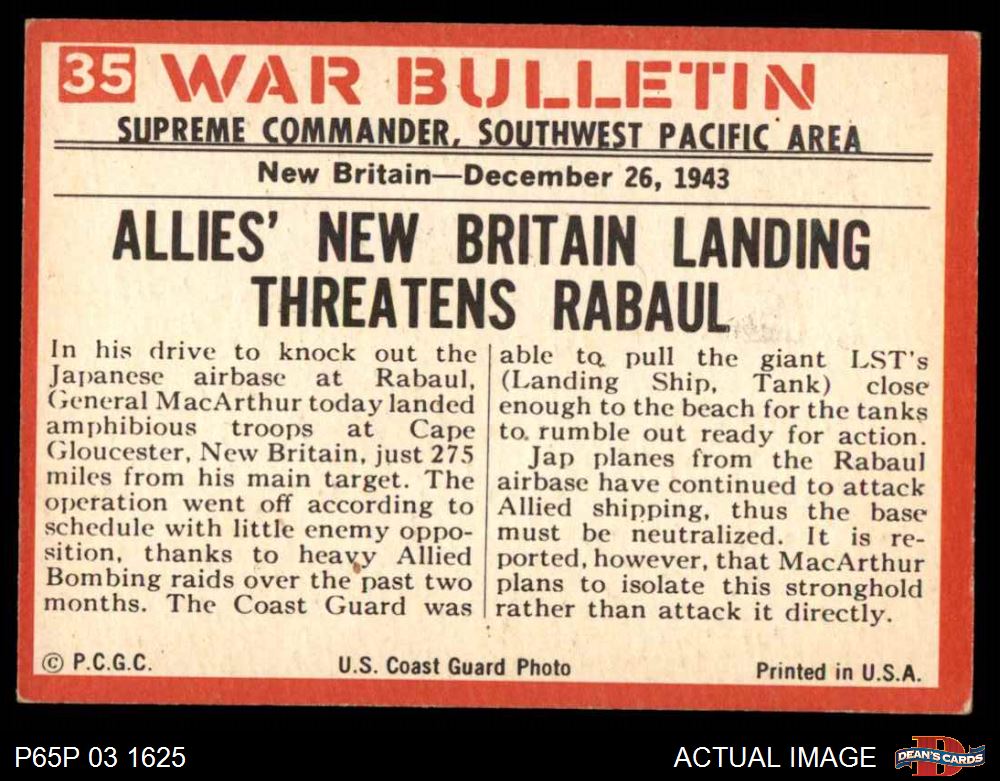 35 WAR BULLETIN
SUPREME COMMANDER, SOUTHWEST PACIFIC AREA
New Britain—December 26, 1943
ALLIES' NEW BRITAIN LANDING
THREATENS RABAUL
In his drive to knock out the
Japanese airbase at Rabaul,
General MacArthur today landed
amphibious troops at Cape
Gloucester, New Britain, just 275
miles from his main target. The
operation went off according to
schedule with little enemy oppo-
sition, thanks to heavy Allied
Bombing raids over the past two
months. The Coast Guard was
able to pull the giant LST's
(Landing Ship, Tank) close
enough to the beach for the tanks
to rumble out ready for action.
Jap planes from the Rabaul
airbase have continued to attack
Allied shipping, thus the base
must be neutralized. It is re-
ported, however, that MacArthur
plans to isolate this stronghold
rather than attack it directly.
© P.C.G.C.
U.S. Coast Guard Photo
Printed in U.S.A.
P65P 03 1625
ACTUAL IMAGE
DEAN'S CARDS